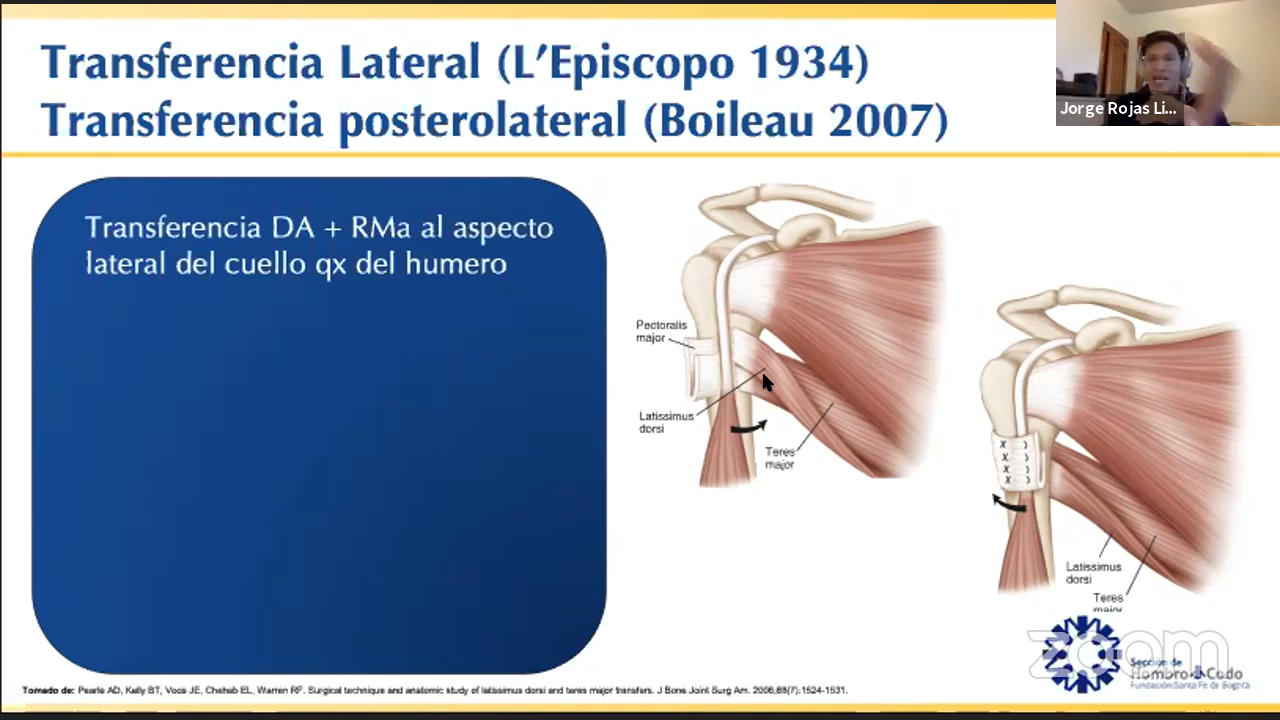 Transferencia Lateral (L’Episcopo 1934)
Transferencia posterolateral (Boileau 2007)
Jorge Rojas Li...
Transferencia DA + RMa al aspecto
lateral del cuello qx del humero
Pectoralis
major
Latissimus
dorsi
Teres
major
Latissimus
dorsi
Teres
major
zoom
Sección de
Hombro y Codo
Fundación Santa Fe de Bogotá
Tomado de: Pearle AD, Kelly BT, Voos JE, Chehab EL, Warren RF. Surgical technique and anatomic study of latissimus dorsi and teres major transfers. J Bone Joint Surg Am. 2006;88(7):1524-1531.